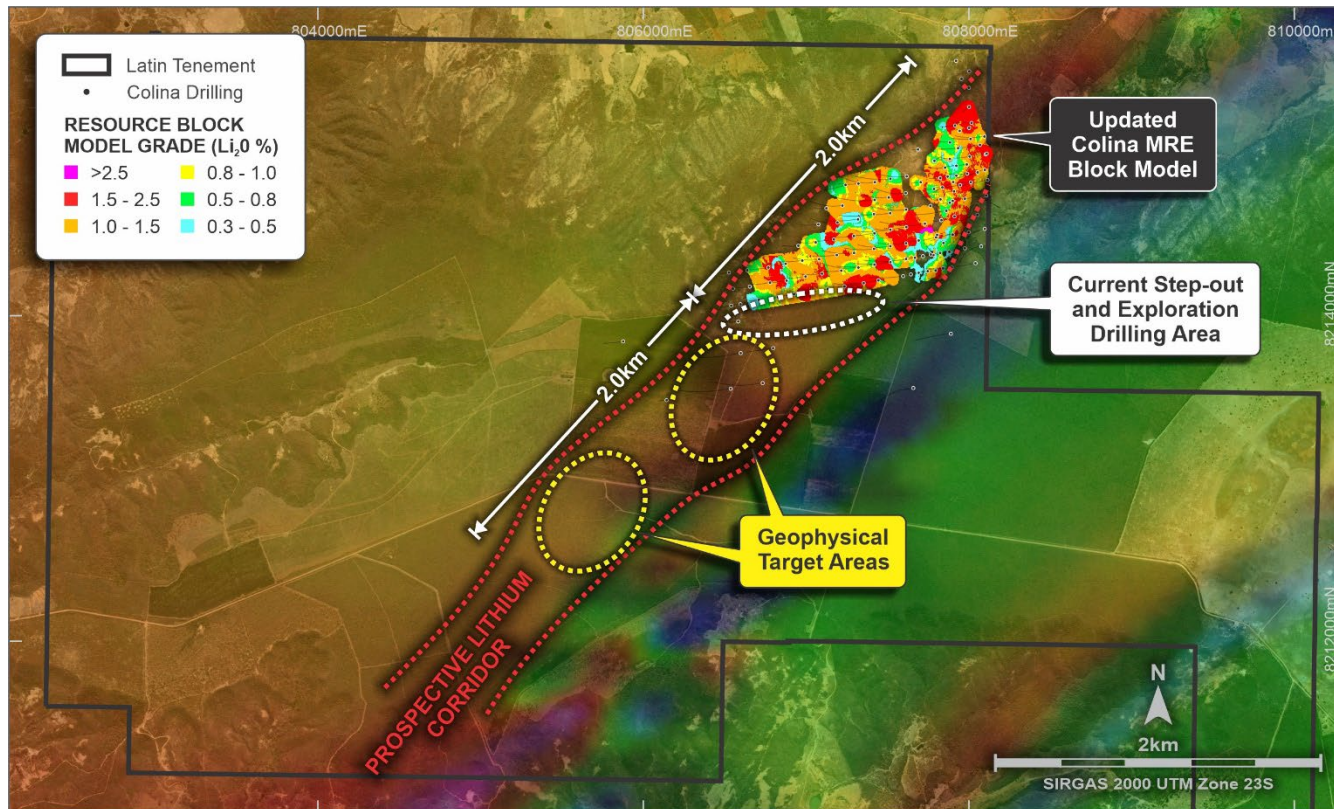 804000mE
806000mE
808000mE
810000m
Latin Tenement
Colina Drilling
RESOURCE BLOCK
MODEL GRADE (Li₂0 %)
>2.5
0.8 - 1.0
1.5 - 2.5
0.5 - 0.8
1.0 - 1.5
0.3 - 0.5
2.0km
2.0km
Updated
Colina MRE
Block Model
Current Step-out
and Exploration
Drilling Area
8214000mN
Geophysical
Target Areas
8212000mN
PROSPECTIVE LITHIUM
CORRIDOR
N
2km
SIRGAS 2000 UTM Zone 23S